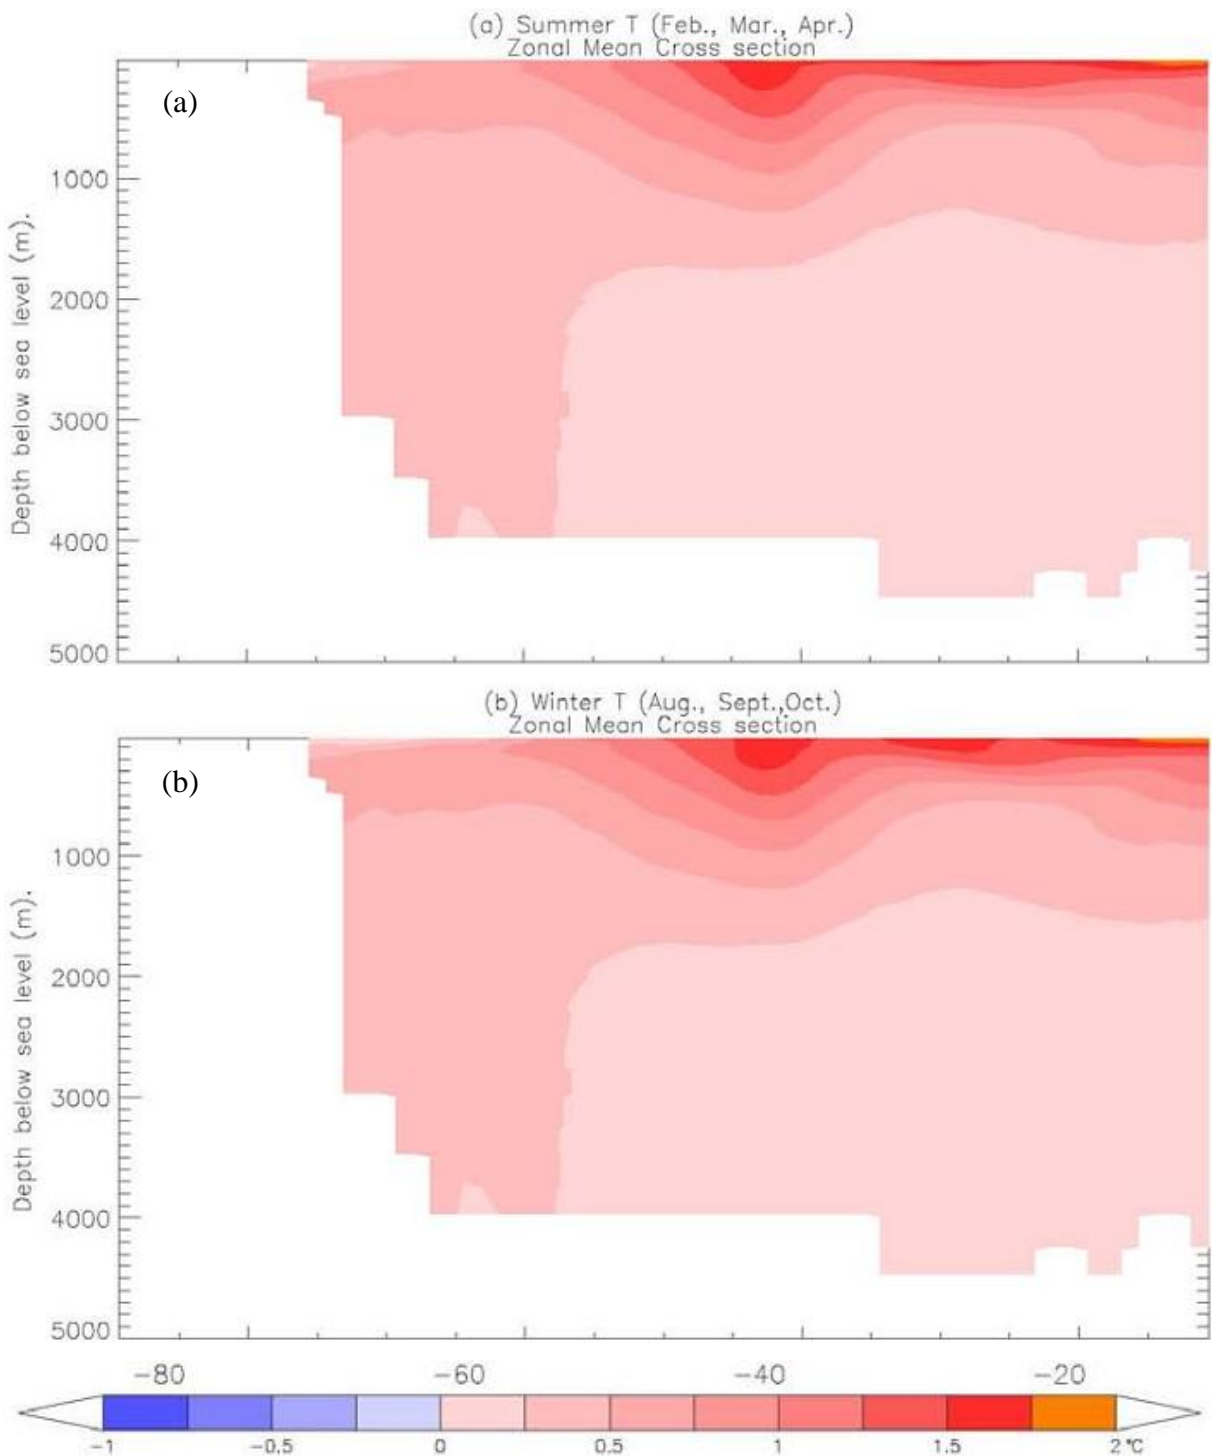 (a) Summer T (Feb., Mar., Apr.)
Zonal Mean Cross section
(a)
Depth below sea level (m).
1000
2000
3000
4000
5000
(b) Winter T (Aug., Sept.,Oct.)
Zonal Mean Cross section
(b)
Depth below sea level (m).
1000
2000
3000
4000
5000
-80 -60 -40 -20
-1 -0.5 0 0.5 1 1.5 2°C